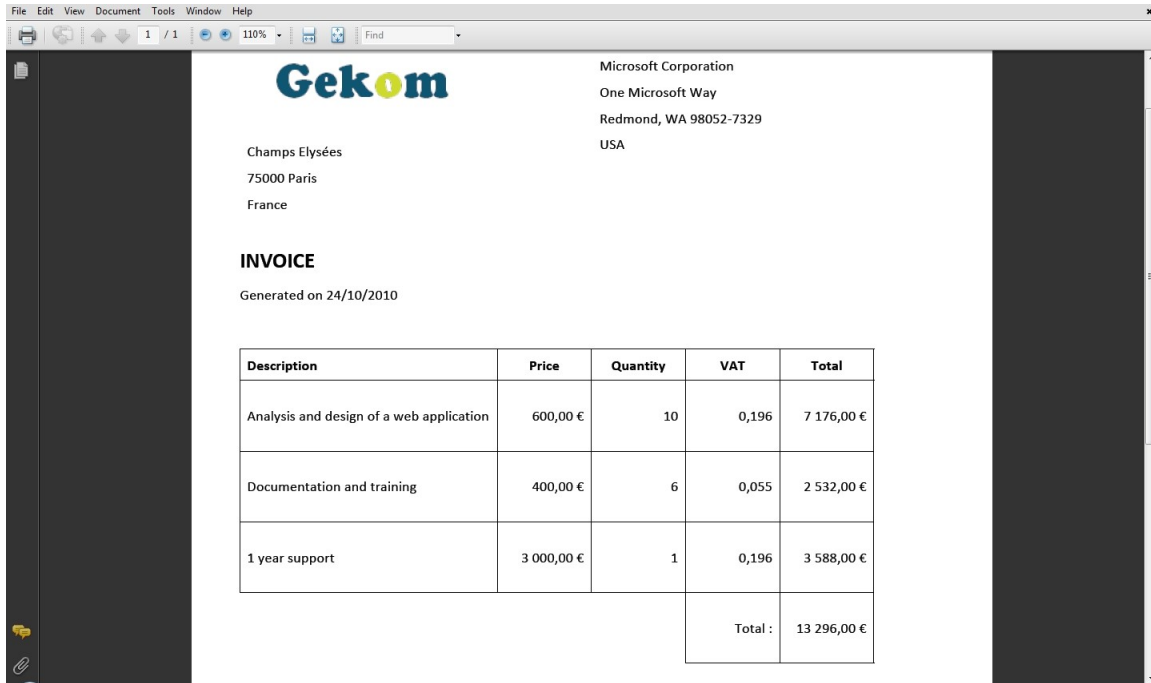 File Edit View Document Tools Window Help
1 / 1 110% Find
Gekom
Microsoft Corporation
One Microsoft Way
Redmond, WA 98052-7329
USA
Champs Elysées
75000 Paris
France
INVOICE
Generated on 24/10/2010
Description Price Quantity VAT Total
Analysis and design of a web application 600,00 € 10 0,196 7 176,00 €
Documentation and training 400,00 € 6 0,055 2 532,00 €
1 year support 3 000,00 € 1 0,196 3 588,00 €
Total : 13 296,00 €